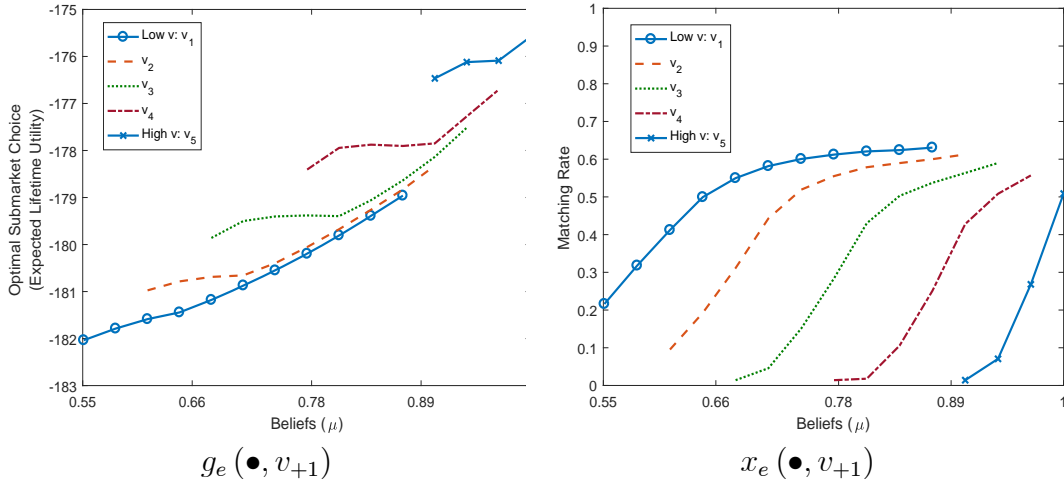 -176
-177
-178
-179
-180
-181
-182
-183
0.55
0.66
0.78
0.89
Beliefs (μ)
Optimal Submarket Choice
(Expected Lifetime Utility)
Low v: v1
v2
v3
v4
High v: v5
ge (●, v+1)
1
0.9
0.8
0.7
0.6
0.5
0.4
0.3
0.2
0.1
0
0.55
0.66
0.78
0.89
1
Beliefs (μ)
Matching Rate
Low v: v1
v2
v3
v4
High v: v5
xe (●, v+1)